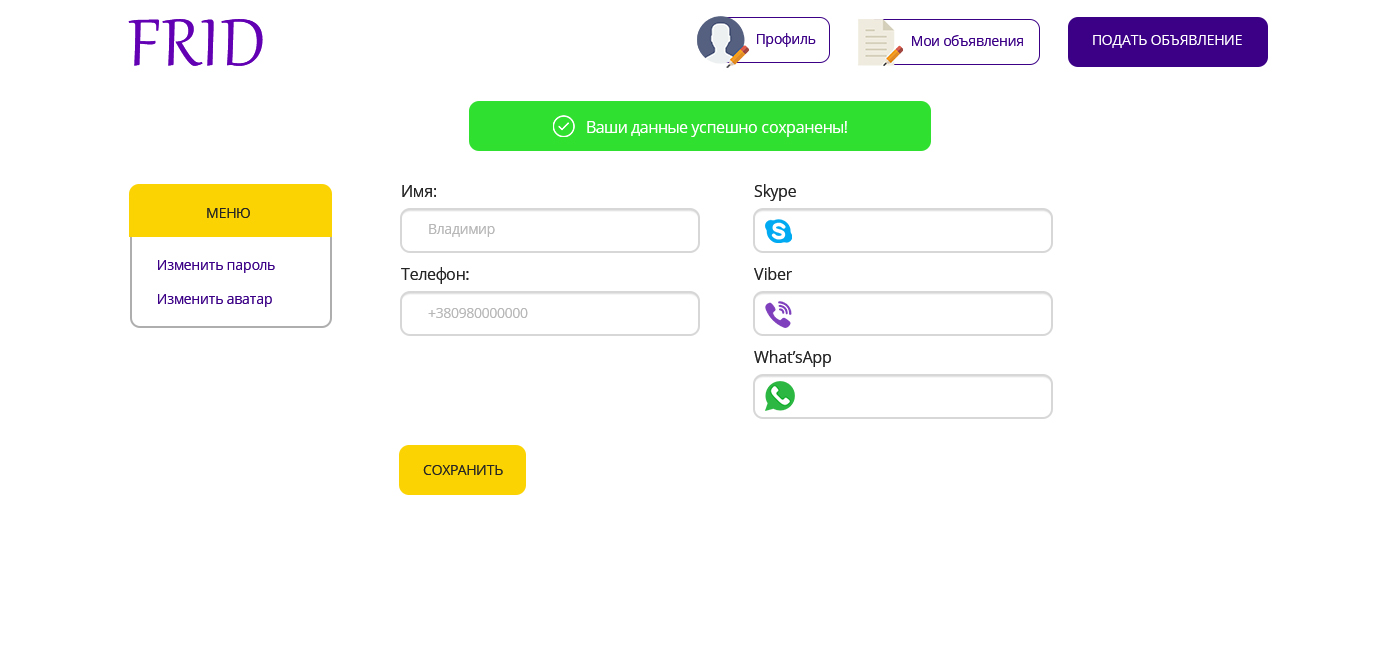 FRID
Профиль
Мои объявления
ПОДАТЬ ОБЪЯВЛЕНИЕ
Ваши данные успешно сохранены!
МЕНЮ
Изменить пароль
Изменить аватар
Имя:
Владимир
Телефон:
+380980000000
Skype
Viber
What’sApp
СОХРАНИТЬ